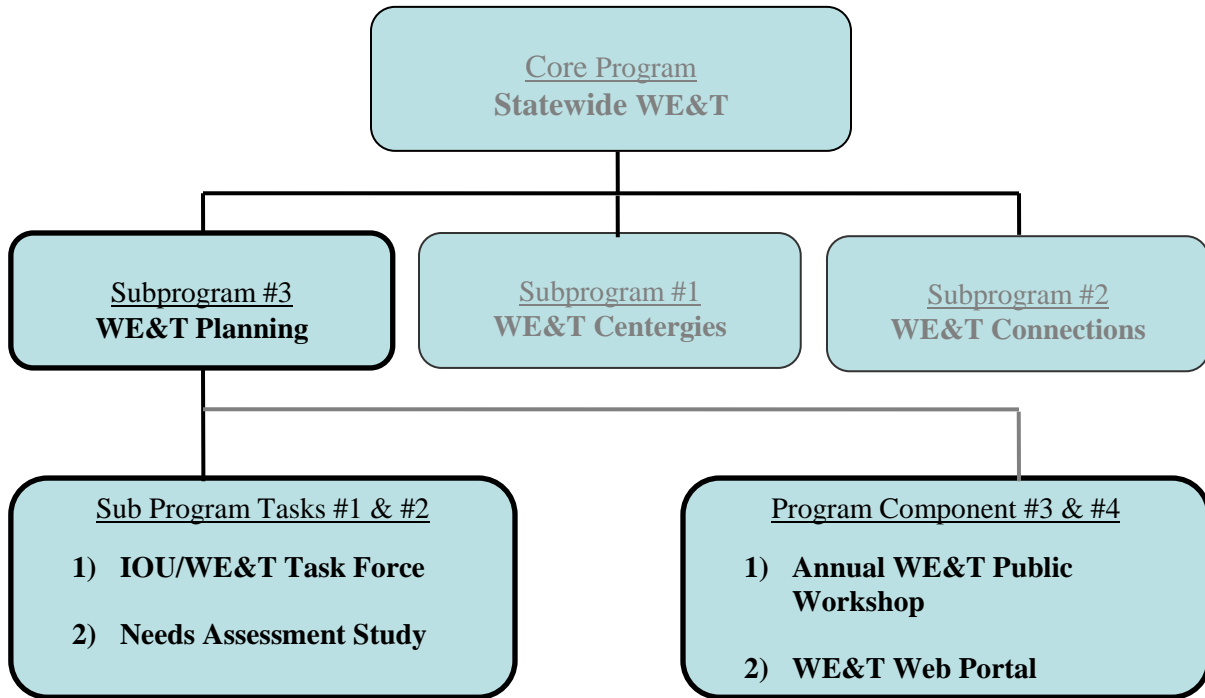 Core Program
Statewide WE&T
Subprogram #3
WE&T Planning
Subprogram #1
WE&T Centergies
Subprogram #2
WE&T Connections
Sub Program Tasks #1 & #2
1) IOU/WE&T Task Force
2) Needs Assessment Study
Program Component #3 & #4
1) Annual WE&T Public
Workshop
2) WE&T Web Portal